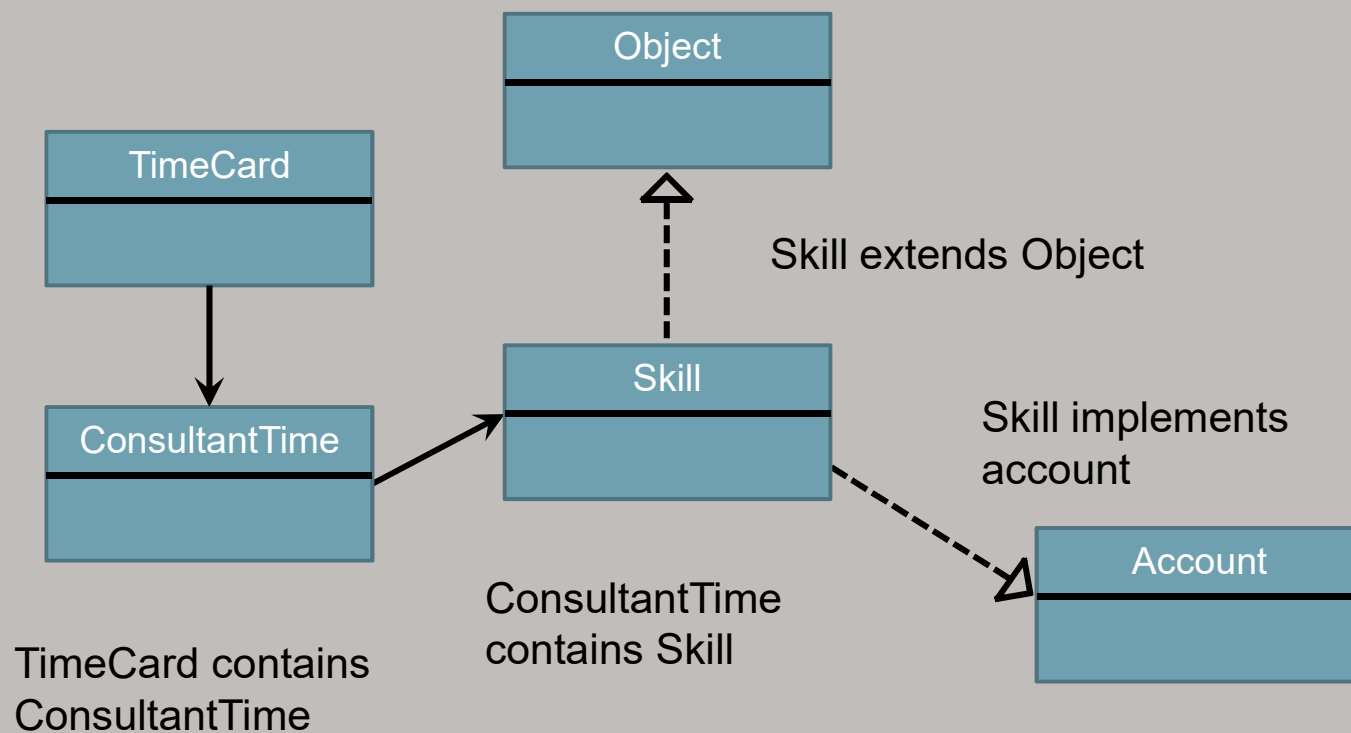 Object
TimeCard
Skill extends Object
Skill
ConsultantTime
Skill implements
account
Account
ConsultantTime
contains Skill
TimeCard contains
ConsultantTime